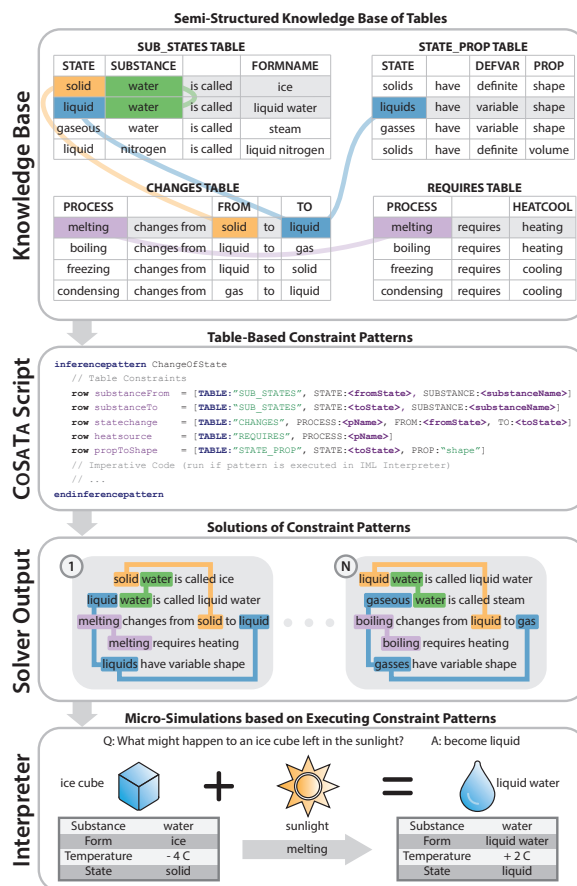 Semi-Structured Knowledge Base of Tables
Knowledge Base
SUB_STATES TABLE
STATE SUBSTANCE FORMNAME
solid water is called ice
liquid water is called liquid water
gaseous water is called steam
liquid nitrogen is called liquid nitrogen
STATE_PROP TABLE
STATE DEFVAR PROP
solids have definite shape
liquids have variable shape
gasses have variable shape
solids have definite volume
CHANGES TABLE
PROCESS FROM TO
melting changes from solid to liquid
boiling changes from liquid to gas
freezing changes from liquid to solid
condensing changes from gas to liquid
REQUIRES TABLE
PROCESS HEATCOOL
melting requires heating
boiling requires heating
freezing requires cooling
condensing requires cooling
Table-Based Constraint Patterns
COSATA Script
inferencepattern ChangeOfState
// Table Constraints
row substanceFrom = [TABLE:"SUB_STATES", STATE:<fromState>, SUBSTANCE:<substanceName>]
row substanceTo = [TABLE:"SUB_STATES", STATE:<toState>, SUBSTANCE:<substanceName>]
row statechange = [TABLE:"CHANGES", PROCESS:<pName>, FROM:<fromState>, TO:<toState>]
row heatsource = [TABLE:"REQUIRES", PROCESS:<pName>]
row propToShape = [TABLE:"STATE_PROP", STATE:<toState>, PROP:"shape"]
// Imperative Code (run if pattern is executed in IML Interpreter)
// ...
endinferencepattern
Solutions of Constraint Patterns
Solver Output
1
solid water is called ice
liquid water is called liquid water
melting changes from solid to liquid
melting requires heating
liquids have variable shape
N
liquid water is called liquid water
gaseous water is called steam
boiling changes from liquid to gas
boiling requires heating
gasses have variable shape
Micro-Simulations based on Executing Constraint Patterns
Interpreter
Q: What might happen to an ice cube left in the sunlight? A: become liquid
ice cube
+
sunlight
=
liquid water
melting
Substance water
Form ice
Temperature - 4 C
State solid
Substance water
Form liquid water
Temperature + 2 C
State liquid